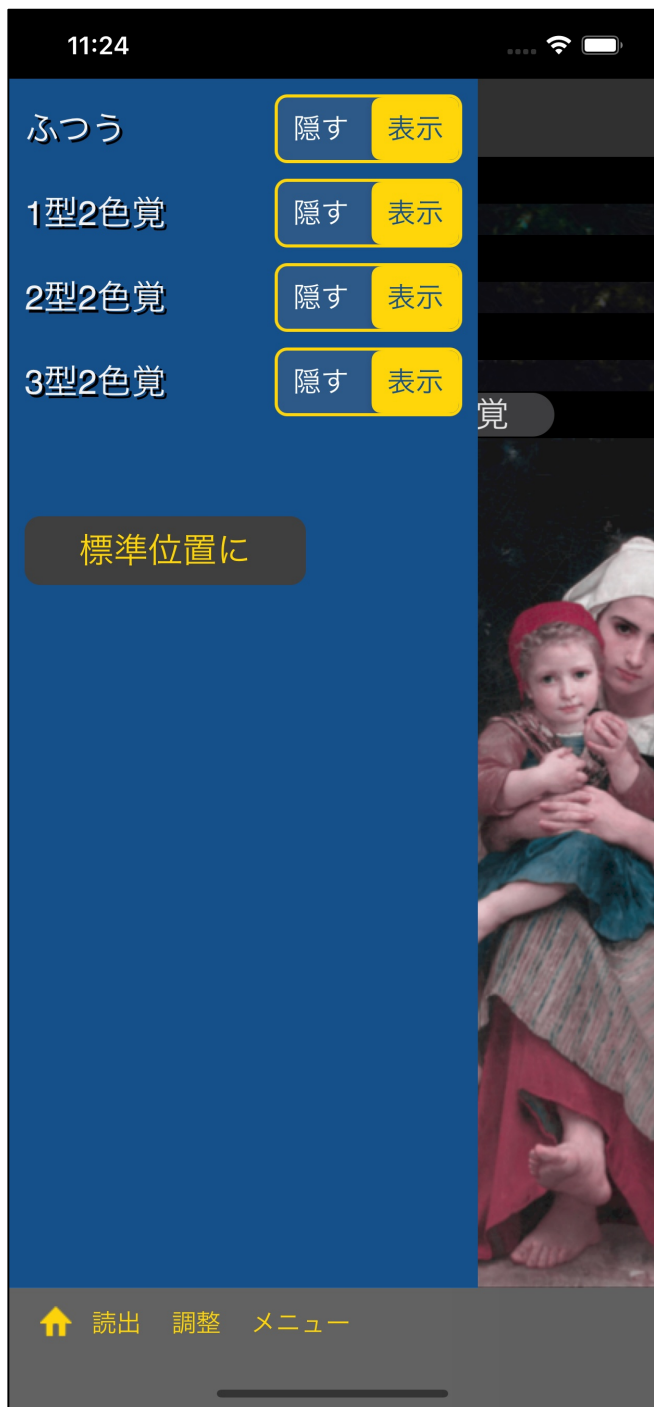 11:24
ふつう 隠す 表示
1型2色覚 隠す 表示
2型2色覚 隠す 表示
3型2色覚 隠す 表示
覚
標準位置に
読出 調整 メニュー